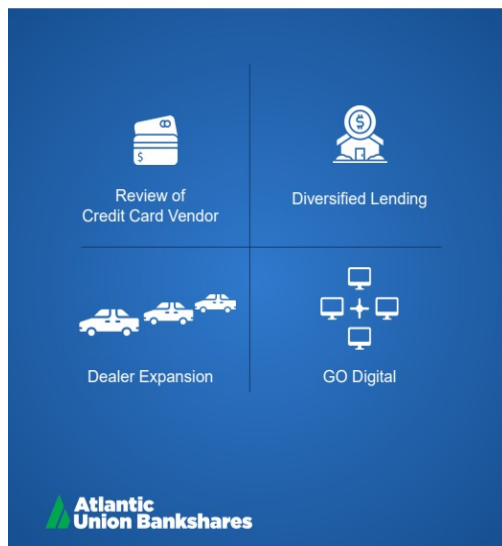 Review of
Credit Card Vendor
Diversified Lending
Dealer Expansion
GO Digital
Atlantic
Union Bankshares